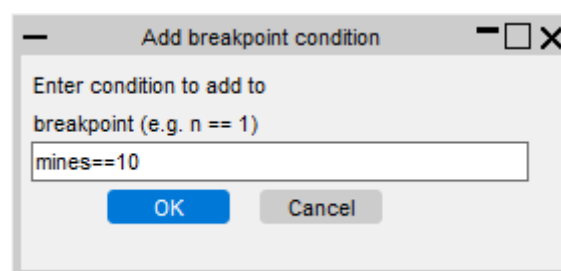 Add breakpoint condition
Enter condition to add to
breakpoint (e.g. n == 1)
mines==10
OK
Cancel